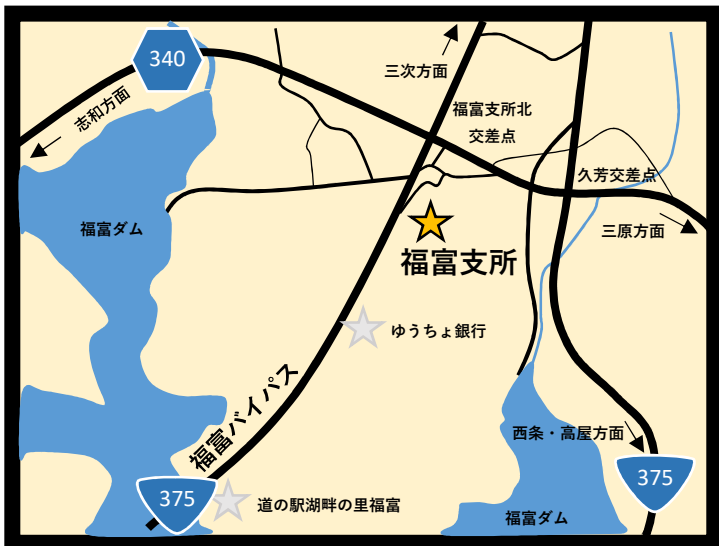 340
三次方面
志和方面
福富支所北
交差点
久芳交差点
福富ダム
三原方面
福富支所
ゆうちょ銀行
福富バイパス
西条・高屋方面
375
375
道の駅湖畔の里福富
福富ダム